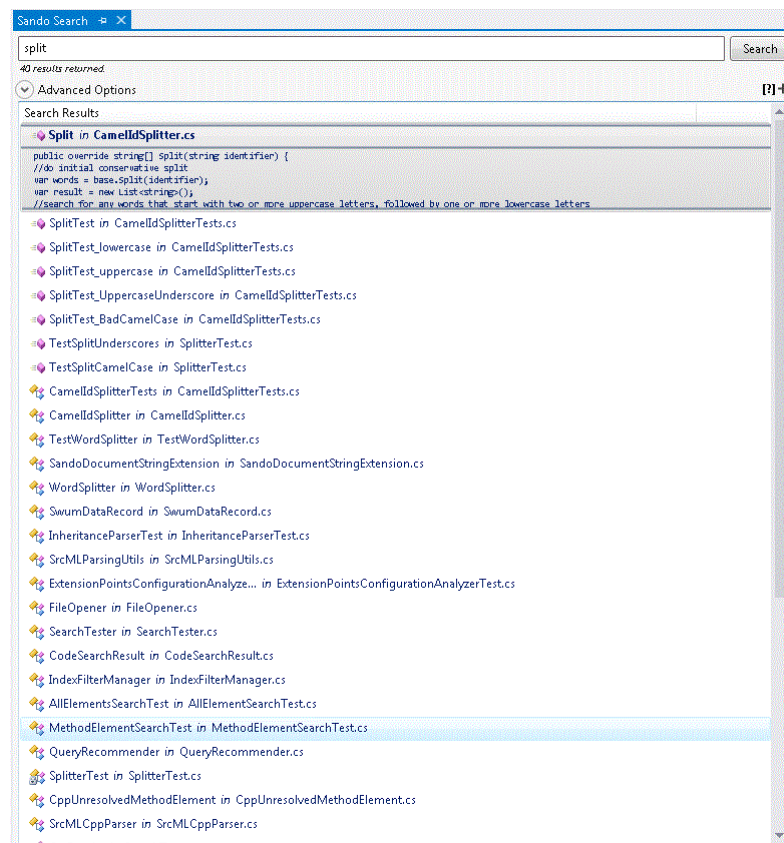 Sando Search
split
Search
40 results returned.
Advanced Options
[?]
Search Results
Split in CamelIdSplitter.cs
public override string[] Split(string identifier) {
//do initial conservative split
var words = base.Split(identifier);
var result = new List<string>();
//search for any words that start with two or more uppercase letters, followed by one or more lowercase letters
SplitTest in CamelIdSplitterTests.cs
SplitTest_lowercase in CamelIdSplitterTests.cs
SplitTest_uppercase in CamelIdSplitterTests.cs
SplitTest_UppercaseUnderscore in CamelIdSplitterTests.cs
SplitTest_BadCamelCase in CamelIdSplitterTests.cs
TestSplitUnderscores in SplitterTest.cs
TestSplitCamelCase in SplitterTest.cs
CamelIdSplitterTests in CamelIdSplitterTests.cs
CamelIdSplitter in CamelIdSplitter.cs
TestWordSplitter in TestWordSplitter.cs
SandoDocumentStringExtension in SandoDocumentStringExtension.cs
WordSplitter in WordSplitter.cs
SwumDataRecord in SwumDataRecord.cs
InheritanceParserTest in InheritanceParserTest.cs
SrcMLParsingUtils in SrcMLParsingUtils.cs
ExtensionPointsConfigurationAnalyze... in ExtensionPointsConfigurationAnalyzerTest.cs
FileOpener in FileOpener.cs
SearchTester in SearchTester.cs
CodeSearchResult in CodeSearchResult.cs
IndexFilterManager in IndexFilterManager.cs
AllElementsSearchTest in AllElementSearchTest.cs
MethodElementSearchTest in MethodElementSearchTest.cs
QueryRecommender in QueryRecommender.cs
SplitterTest in SplitterTest.cs
CppUnresolvedMethodElement in CppUnresolvedMethodElement.cs
SrcMLCppParser in SrcMLCppParser.cs